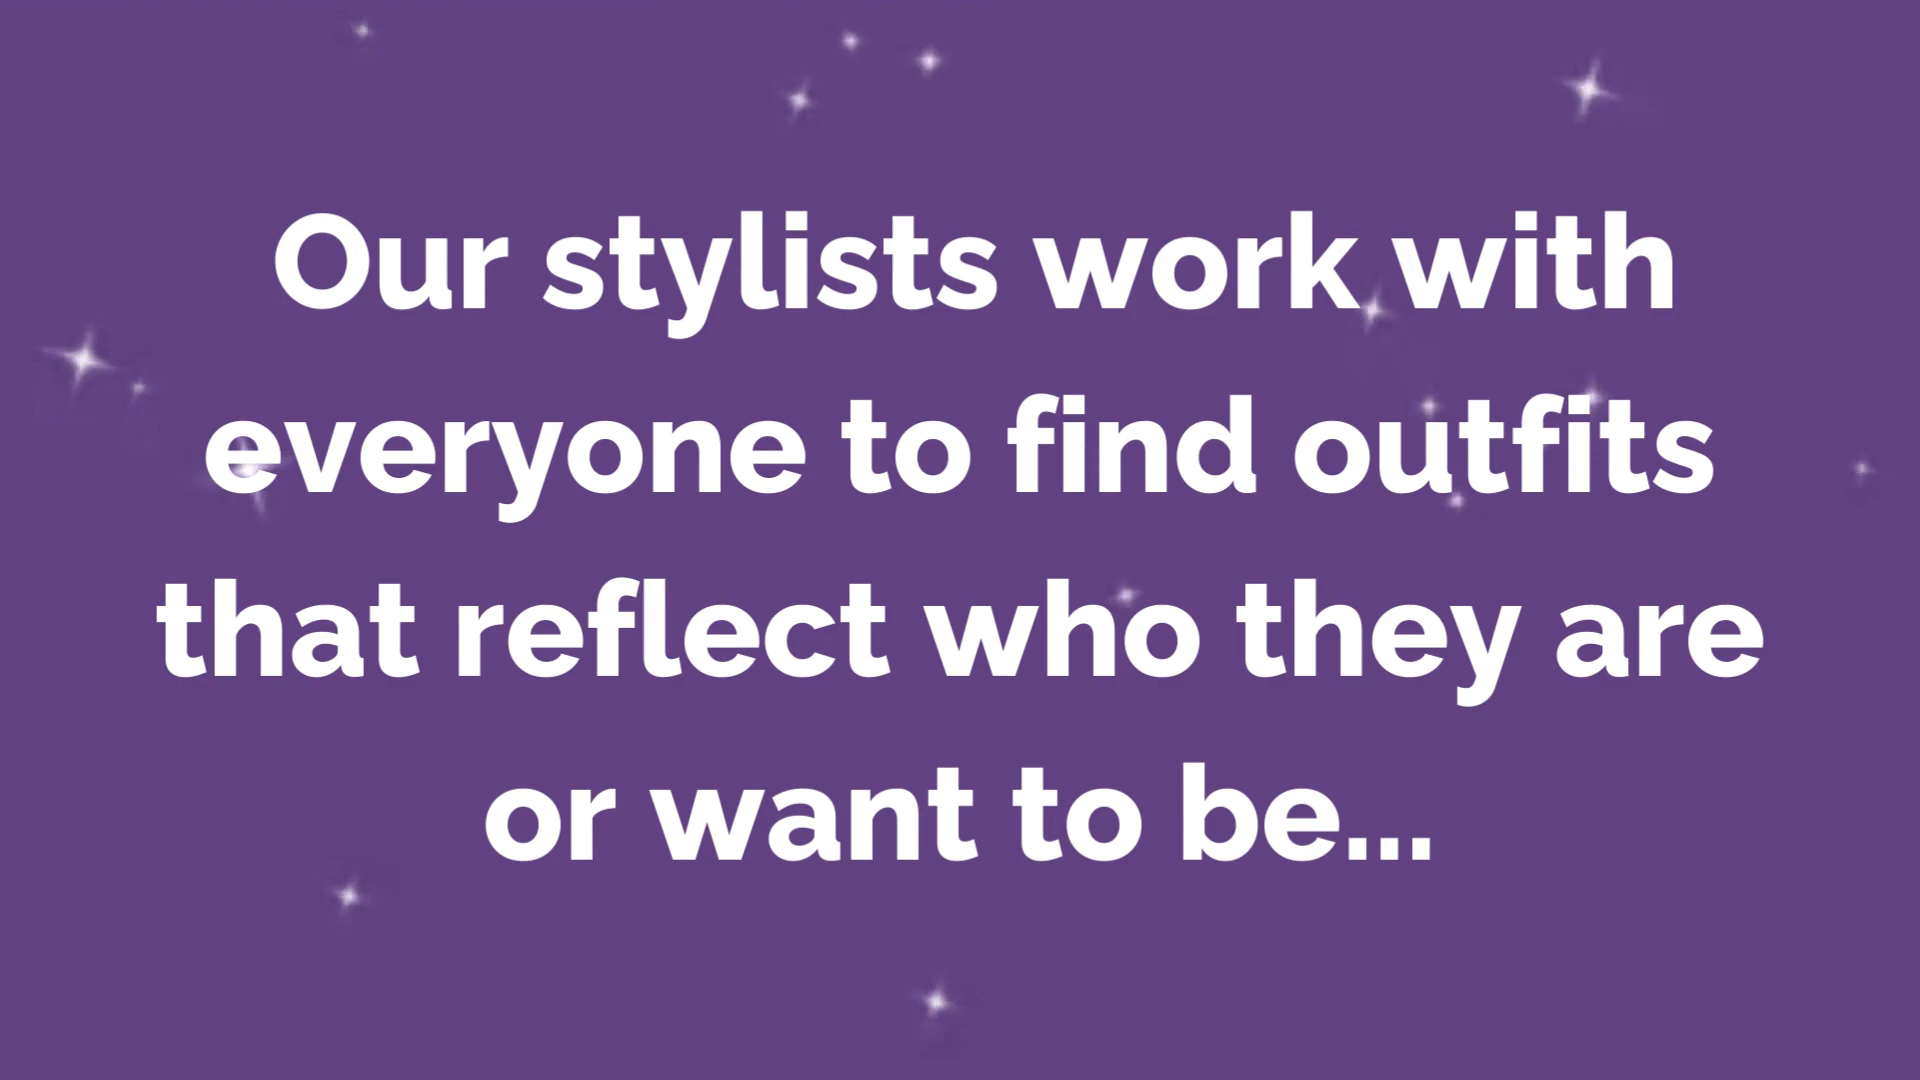 Our stylists work with
everyone to find outfits
that reflect who they are
or want to be...